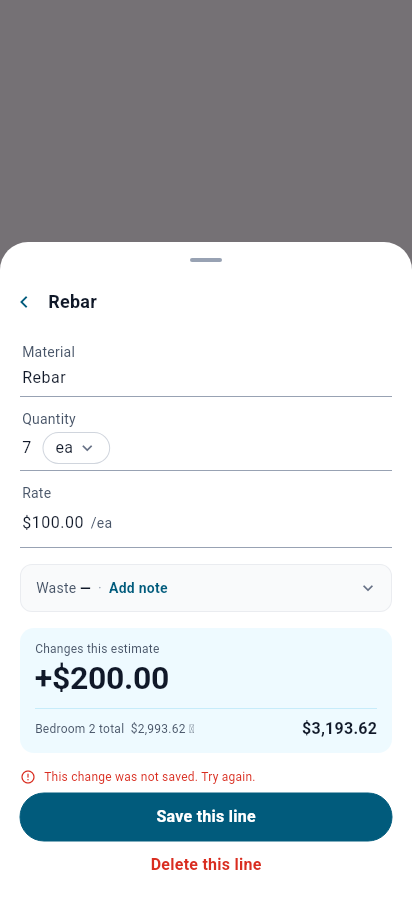 Rebar
Material
Rebar
Quantity
7 ea
Rate
$100.00 /ea
Waste – · Add note
Changes this estimate
+$200.00
Bedroom 2 total $2,993.62 $3,193.62
This change was not saved. Try again.
Save this line
Delete this line